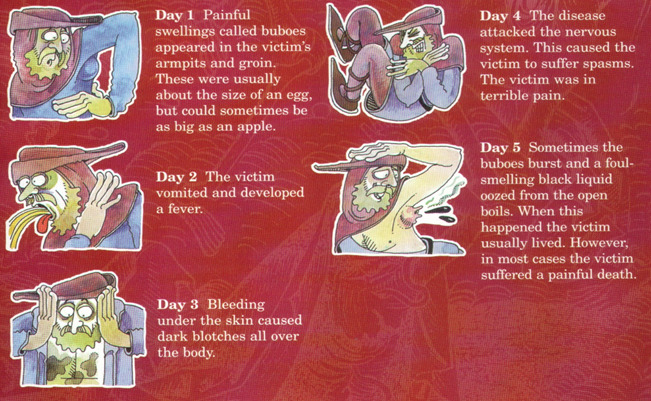 Day 1 Painful
swellings called buboes
appeared in the victim's
armpits and groin.
These were usually
about the size of an egg,
but could sometimes be
as big as an apple.
Day 2 The victim
vomited and developed
a fever.
Day 3 Bleeding
under the skin caused
dark blotches all over
the body.
Day 4 The disease
attacked the nervous
system. This caused the
victim to suffer spasms.
The victim was in
terrible pain.
Day 5 Sometimes the
buboes burst and a foul-
smelling black liquid
oozed from the open
boils. When this
happened the victim
usually lived. However,
in most cases the victim
suffered a painful death.